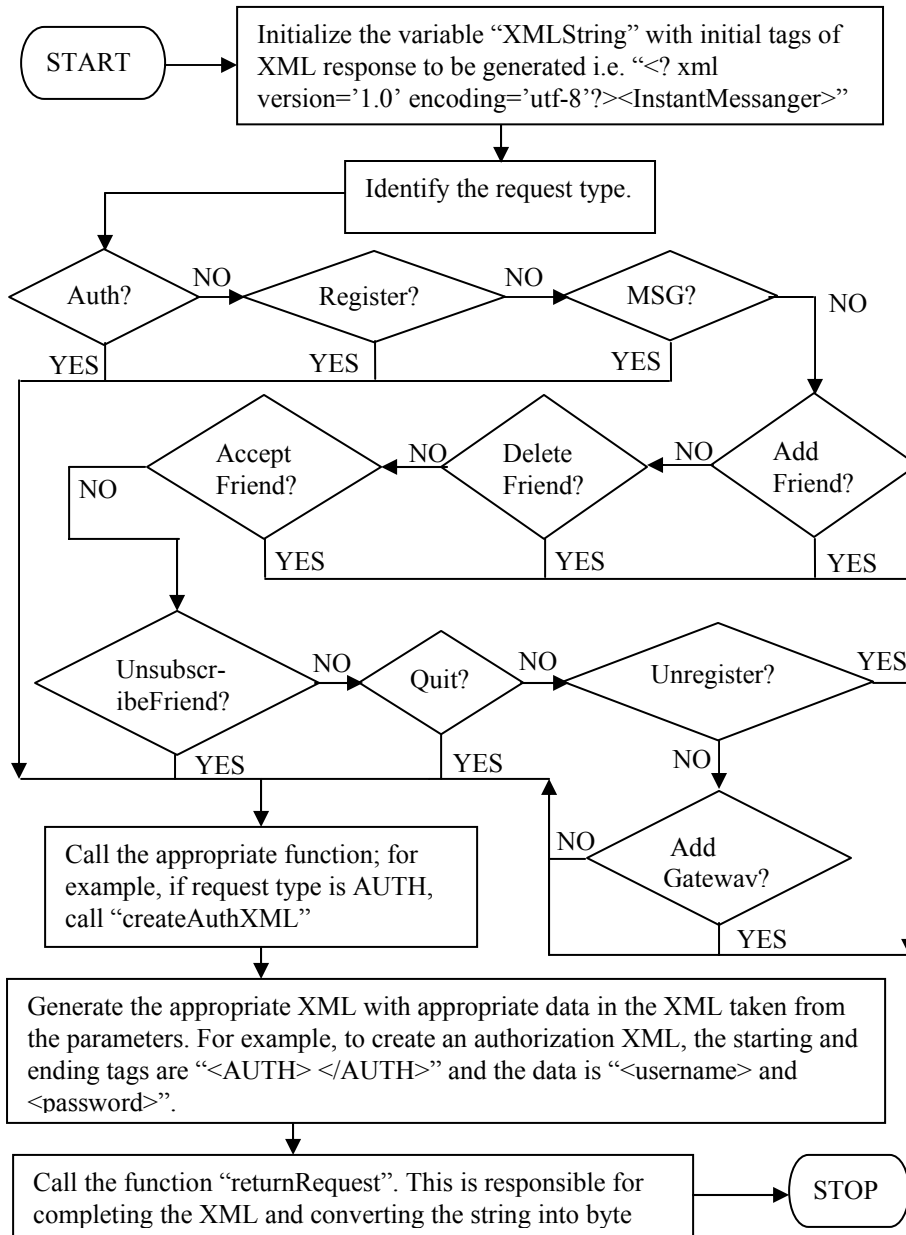 START
Initialize the variable “XMLString” with initial tags of
XML response to be generated i.e. “<? xml
version=’1.0’ encoding=’utf-8’?><InstantMessanger>”
Identify the request type.
Auth?
NO
Register?
NO
MSG?
NO
YES
YES
YES
Accept
Friend?
NO
Delete
Friend?
NO
Add
Friend?
NO
YES
YES
YES
Unsubscr-
ibeFriend?
NO
Quit?
NO
Unregister?
YES
YES
YES
NO
NO
Add
Gateway?
YES
Call the appropriate function; for
example, if request type is AUTH,
call “createAuthXML”
Generate the appropriate XML with appropriate data in the XML taken from
the parameters. For example, to create an authorization XML, the starting and
ending tags are “<AUTH> </AUTH>” and the data is “<username> and
<password>”.
Call the function “returnRequest”. This is responsible for
completing the XML and converting the string into byte
STOP